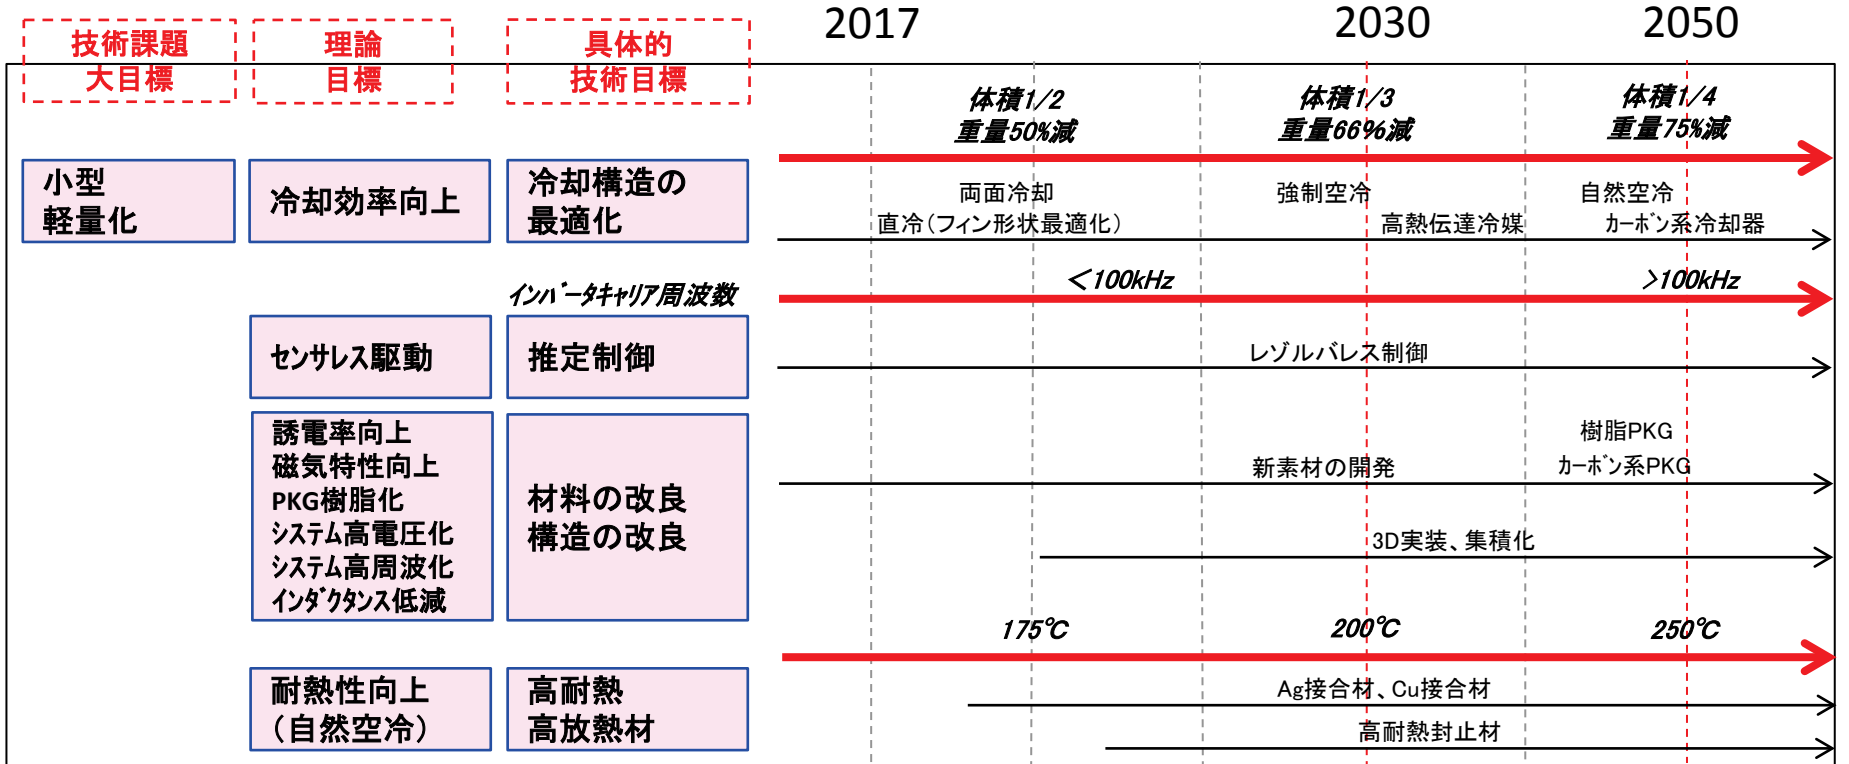 2017
2030
2050
技術課題
大目標
理論
目標
具体的
技術目標
体積1/2
重量50%減
体積1/3
重量66%減
体積1/4
重量75%減
小型
軽量化
冷却効率向上
冷却構造の
最適化
両面冷却
直冷(フィン形状最適化)
強制空冷
高熱伝達冷媒
自然空冷
カーボン系冷却器
インバータキャリア周波数
＜100kHz
＞100kHz
センサレス駆動
推定制御
レゾルバレス制御
誘電率向上
磁気特性向上
PKG樹脂化
システム高電圧化
システム高周波化
インダクタンス低減
材料の改良
構造の改良
新素材の開発
樹脂PKG
カーボン系PKG
3D実装、集積化
175℃
200℃
250℃
耐熱性向上
(自然空冷)
高耐熱
高放熱材
Ag接合材、Cu接合材
高耐熱封止材